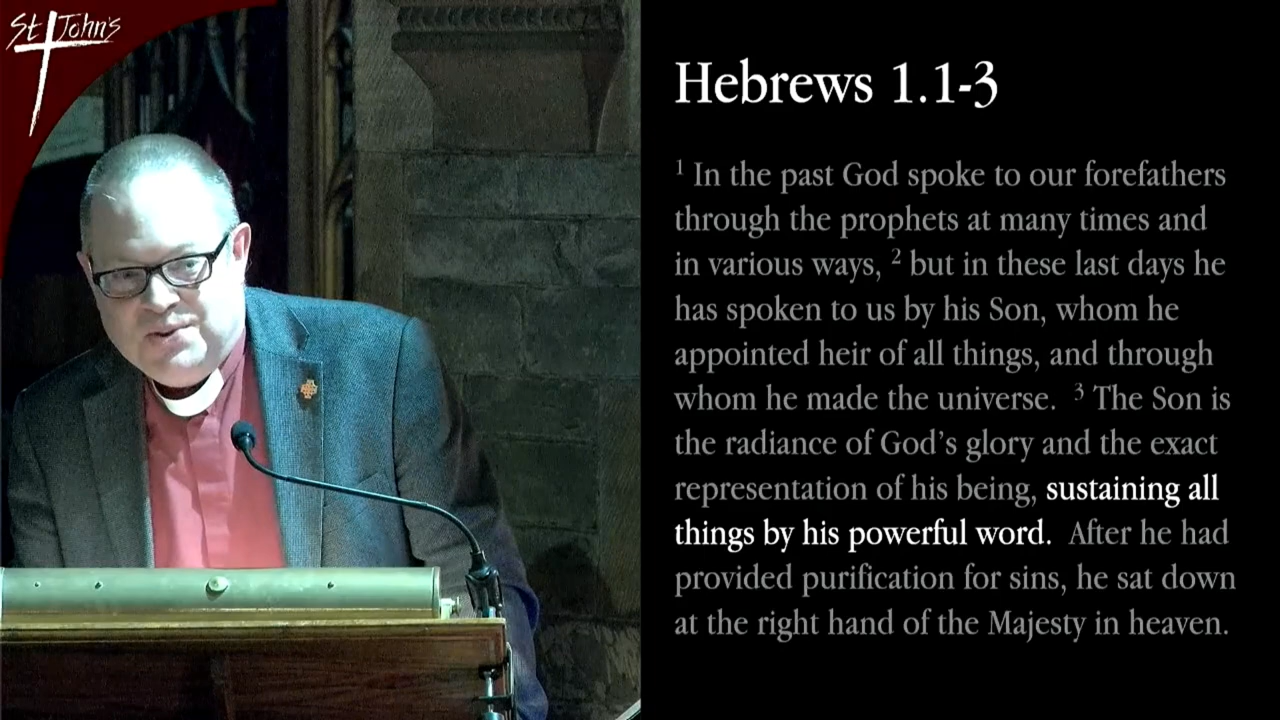 St John's
Hebrews 1.1-3
1 In the past God spoke to our forefathers
through the prophets at many times and
in various ways, 2 but in these last days he
has spoken to us by his Son, whom he
appointed heir of all things, and through
whom he made the universe. 3 The Son is
the radiance of God’s glory and the exact
representation of his being, sustaining all
things by his powerful word. After he had
provided purification for sins, he sat down
at the right hand of the Majesty in heaven.